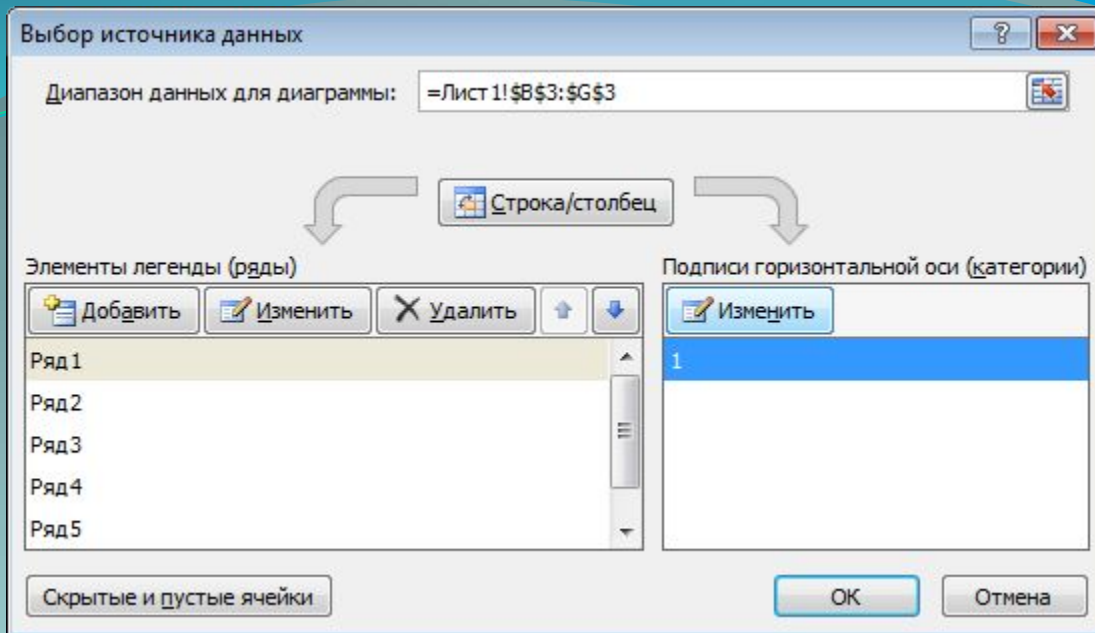 Выбор источника данных
Диапазон данных для диаграммы: =Лист1!$B$3:$G$3
Строка/столбец
Элементы легенды (ряды)
Добавить Изменить Удалить
Ряд1
Ряд2
Ряд3
Ряд4
Ряд5
Подписи горизонтальной оси (категории)
Изменить
1
Скрытые и пустые ячейки
ОК Отмена